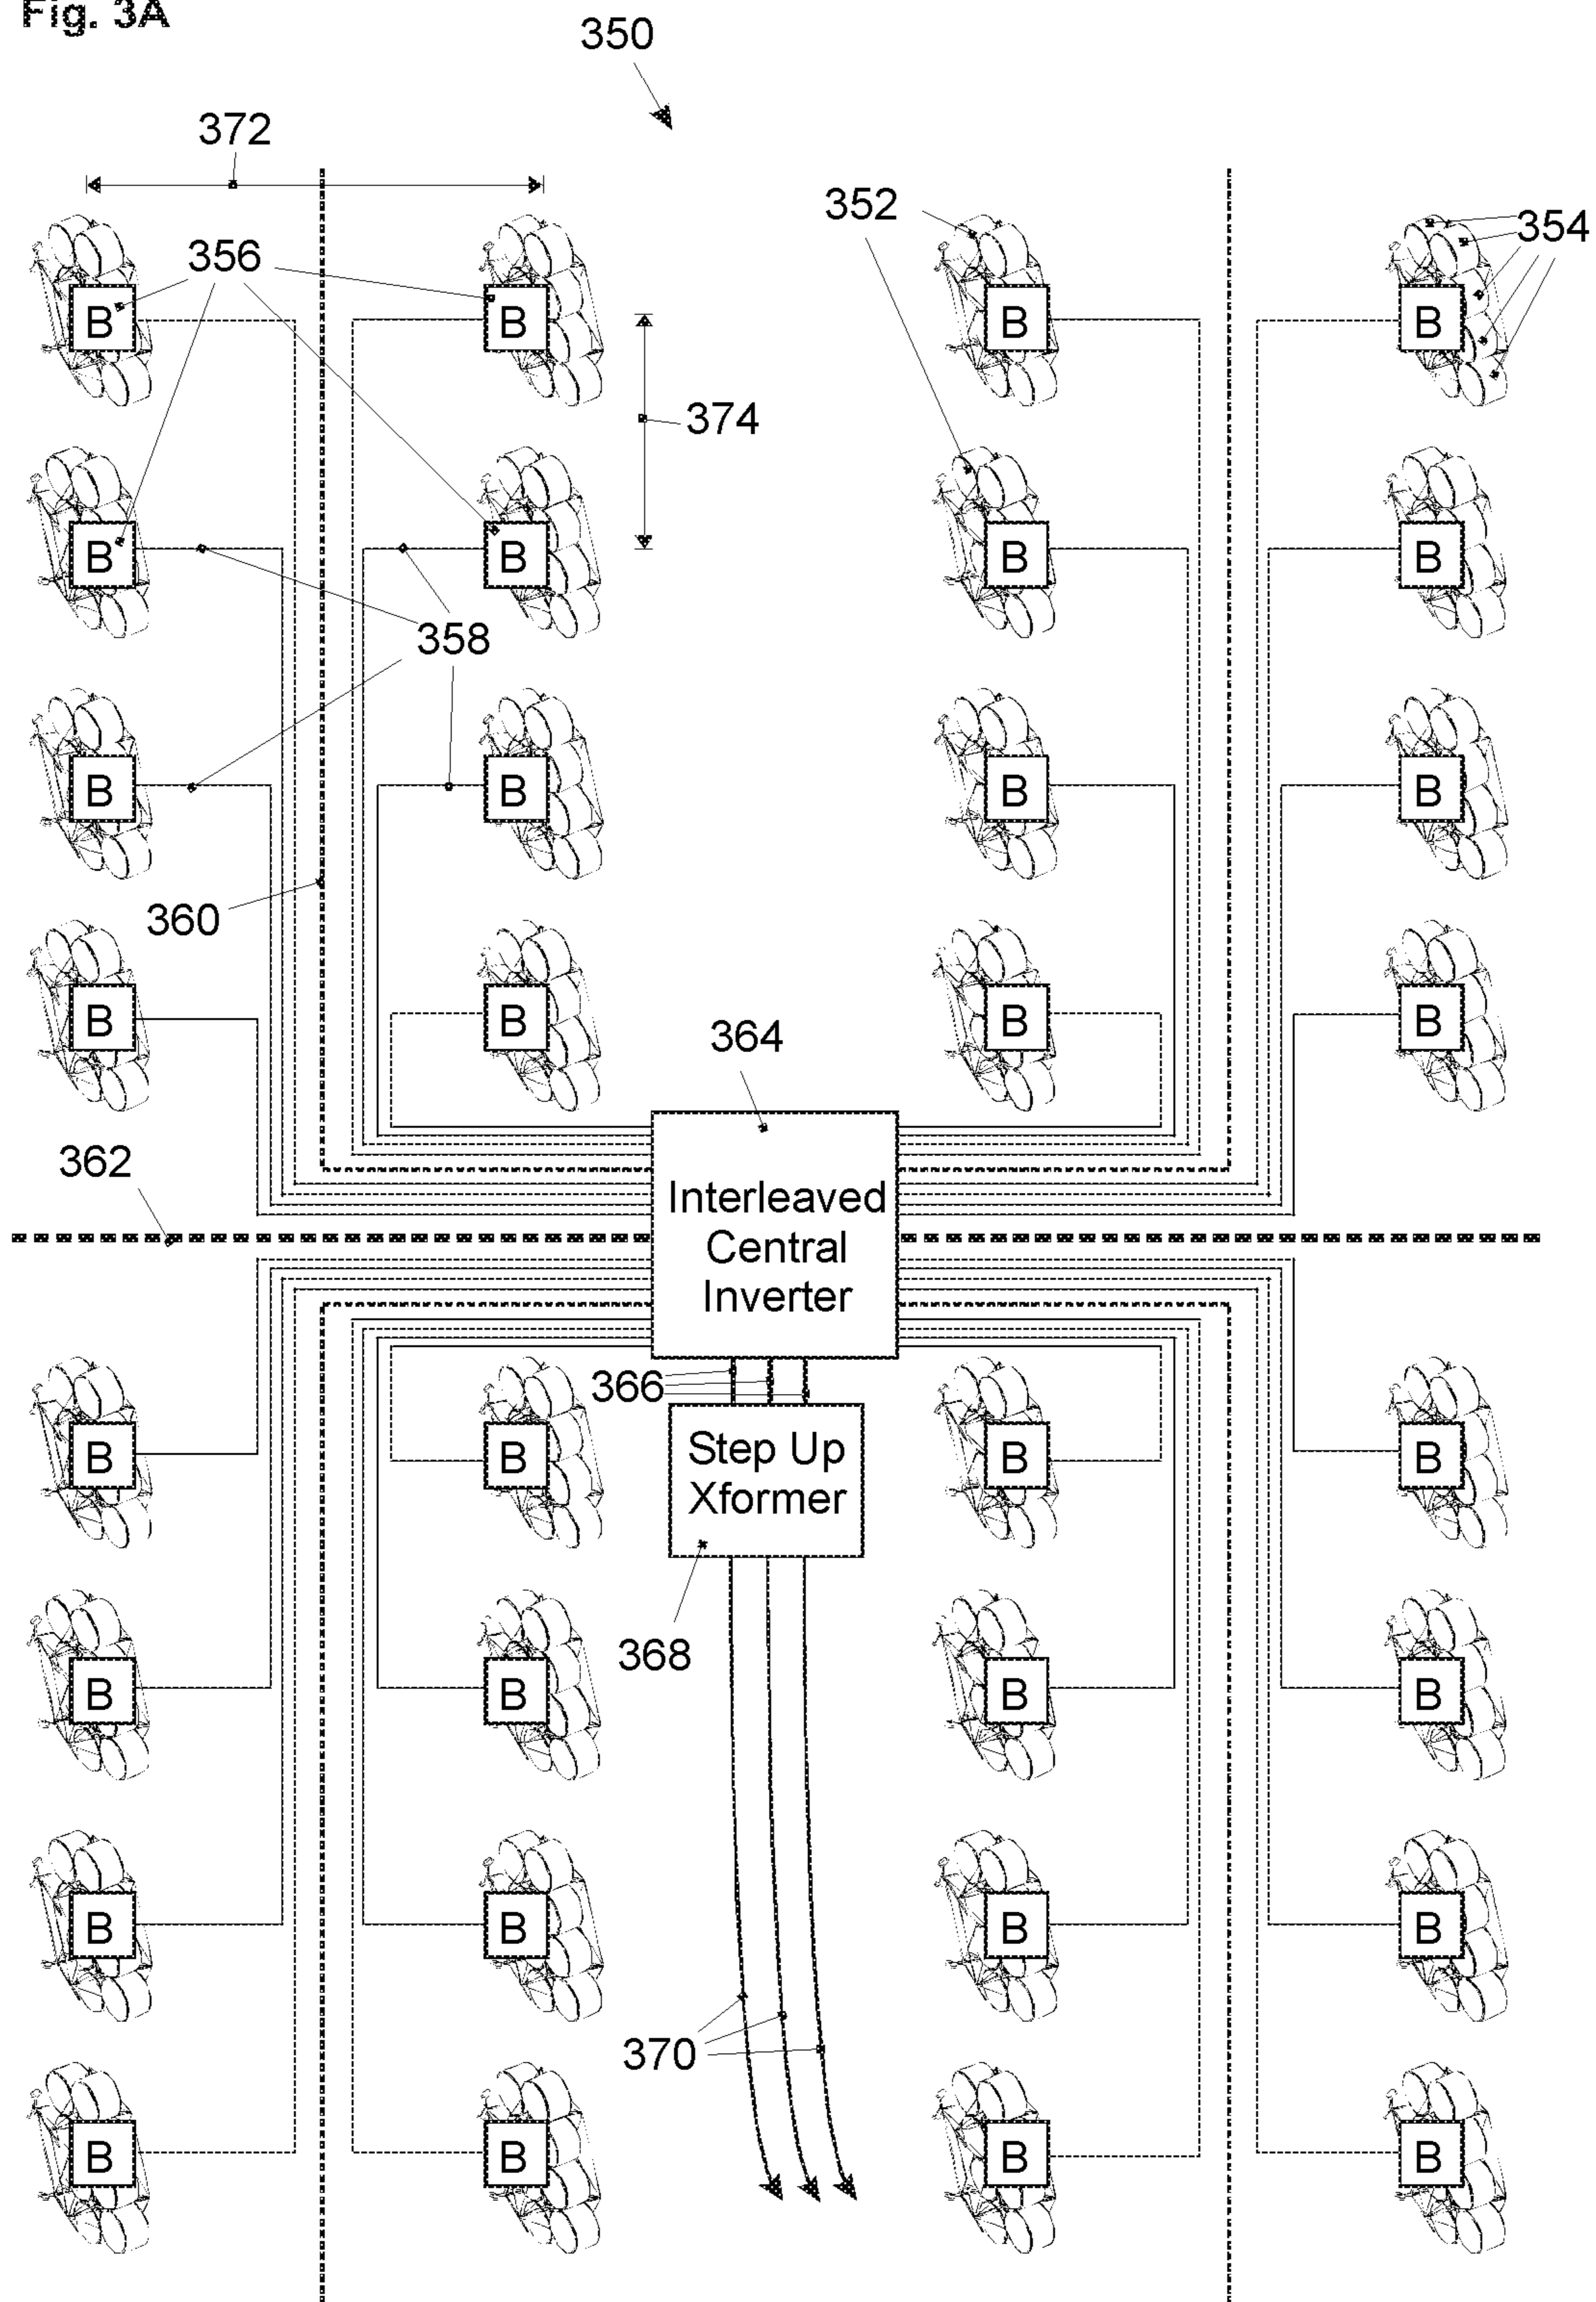 Fig. 3A
350
372
352
354
356
B B B B
374
B B B B
358
B B B B
360
B B B B
364
362
Interleaved
Central
Inverter
366
B B B B
Step Up
Xformer
368
B B B B
B B B B
370
B B B B